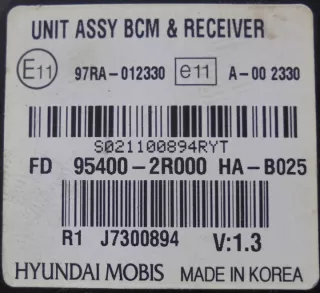 UNIT ASSY BCM & RECEIVER
E11 97RA-012330 e11 A-00 2330
S021100894RYT
FD 95400-2R000 HA-B025
R1 J7300894 V:1.3
HYUNDAI MOBIS MADE IN KOREA